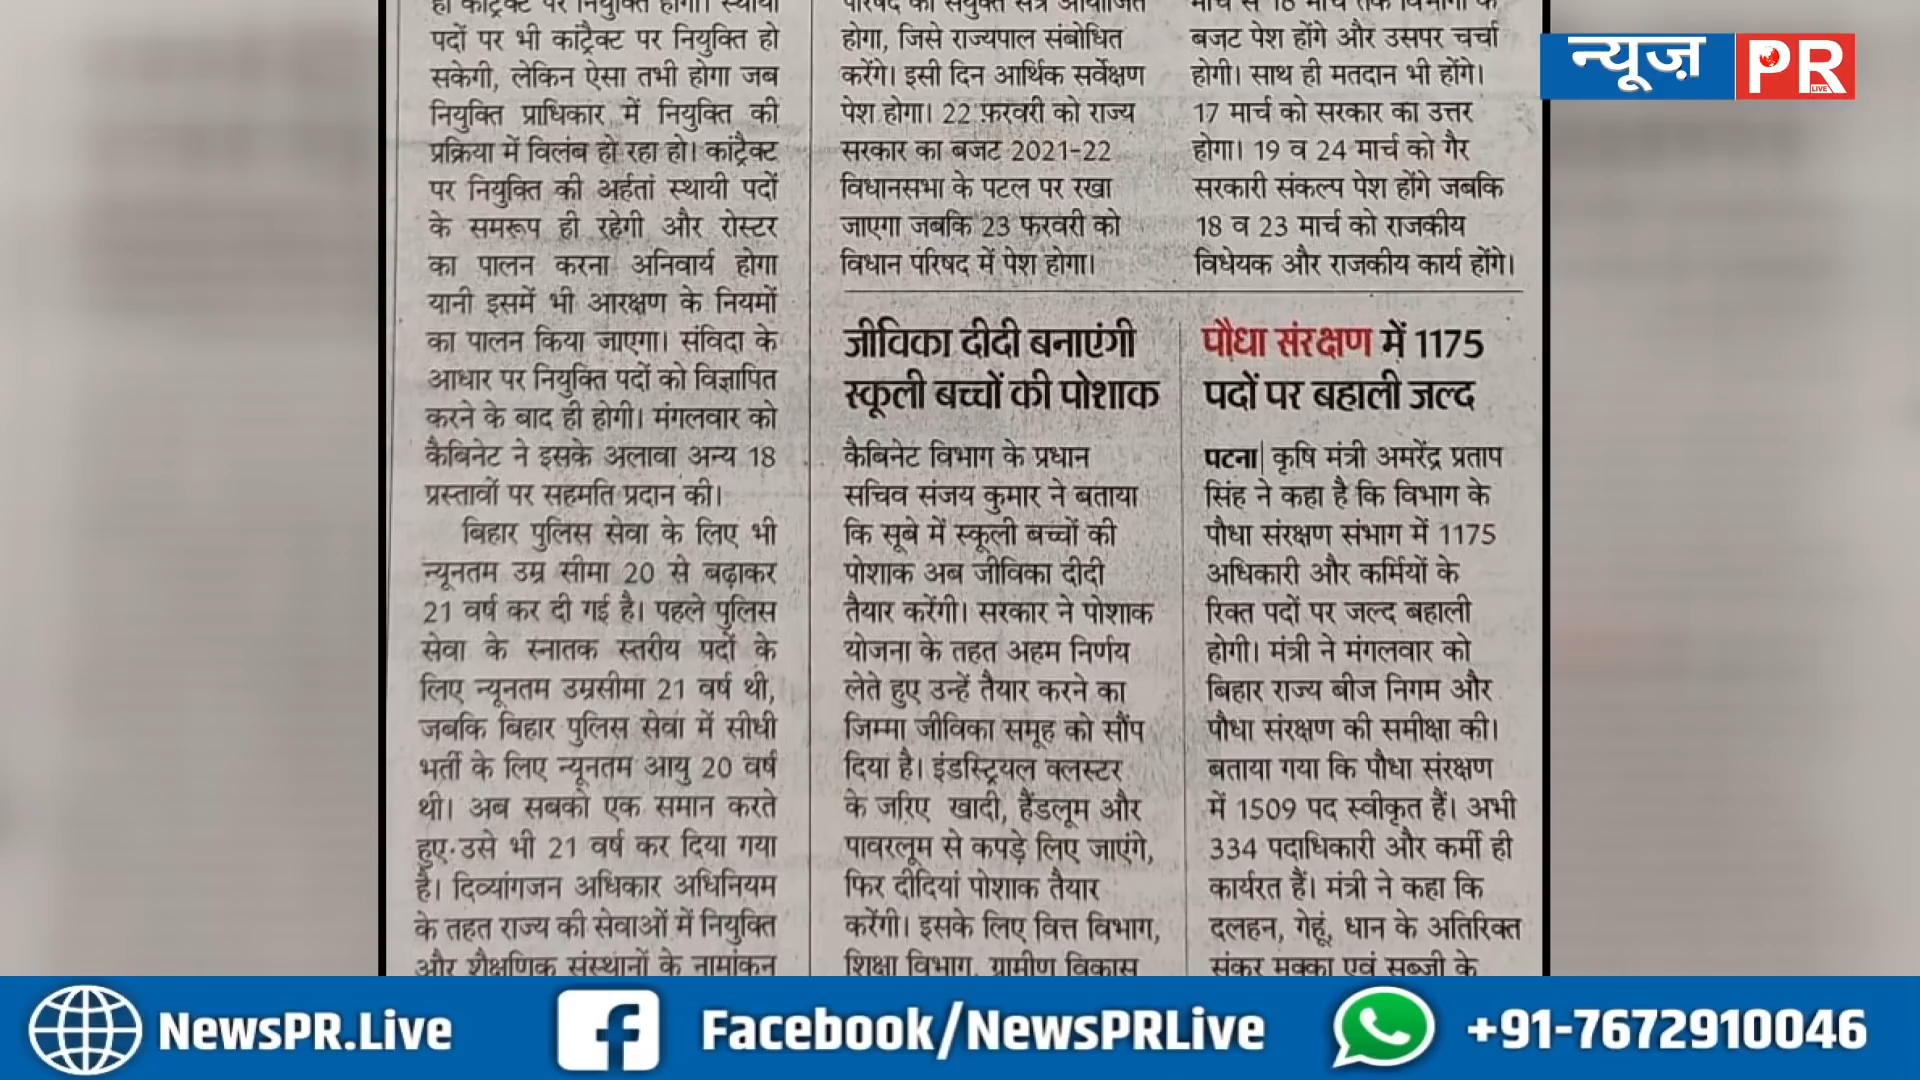 पदों पर भी कांट्रैक्ट पर नियुक्ति हो
सकेगी, लेकिन ऐसा तभी होगा जब
नियुक्ति प्राधिकार में नियुक्ति की
प्रक्रिया में विलंब हो रहा हो। कांट्रैक्ट
पर नियुक्ति की अर्हता स्थायी पदों
के समरूप ही रहेगी और रोस्टर
का पालन करना अनिवार्य होगा
यानी इसमें भी आरक्षण के नियमों
का पालन किया जाएगा। संविदा के
आधार पर नियुक्ति पदों को विज्ञापित
करने के बाद ही होगी। मंगलवार को
कैबिनेट ने इसके अलावा अन्य 18
प्रस्तावों पर सहमति प्रदान की।
बिहार पुलिस सेवा के लिए भी
न्यूनतम उम्र सीमा 20 से बढ़ाकर
21 वर्ष कर दी गई है। पहले पुलिस
सेवा के स्नातक स्तरीय पदों के
लिए न्यूनतम उम्रसीमा 21 वर्ष थी,
जबकि बिहार पुलिस सेवा में सीधी
भर्ती के लिए न्यूनतम आयु 20 वर्ष
थी। अब सबको एक समान करते
हुए उसे भी 21 वर्ष कर दिया गया
है। दिव्यांगजन अधिकार अधिनियम
के तहत राज्य की सेवाओं में नियुक्ति
और शैक्षणिक संस्थानों के नामांकन
होगा, जिसे राज्यपाल संबोधित
करेंगे। इसी दिन आर्थिक सर्वेक्षण
पेश होगा। 22 फरवरी को राज्य
सरकार का बजट 2021-22
विधानसभा के पटल पर रखा
जाएगा जबकि 23 फरवरी को
विधान परिषद में पेश होगा।
बजट पेश होंगे और उसपर चर्चा
होगी। साथ ही मतदान भी होंगे।
17 मार्च को सरकार का उत्तर
होगा। 19 व 24 मार्च को गैर
सरकारी संकल्प पेश होंगे जबकि
18 व 23 मार्च को राजकीय
विधेयक और राजकीय कार्य होंगे।
जीविका दीदी बनाएंगी
स्कूली बच्चों की पोशाक
कैबिनेट विभाग के प्रधान
सचिव संजय कुमार ने बताया
कि सूबे में स्कूली बच्चों की
पोशाक अब जीविका दीदी
तैयार करेंगी। सरकार ने पोशाक
योजना के तहत अहम निर्णय
लेते हुए उन्हें तैयार करने का
जिम्मा जीविका समूह को सौंप
दिया है। इंडस्ट्रियल क्लस्टर
के जरिए खादी, हैंडलूम और
पावरलूम से कपड़े लिए जाएंगे,
फिर दीदियां पोशाक तैयार
करेंगी। इसके लिए वित्त विभाग,
शिक्षा विभाग, ग्रामीण विकास
पौधा संरक्षण में 1175
पदों पर बहाली जल्द
पटना| कृषि मंत्री अमरेंद्र प्रताप
सिंह ने कहा है कि विभाग के
पौधा संरक्षण संभाग में 1175
अधिकारी और कर्मियों के
रिक्त पदों पर जल्द बहाली
होगी। मंत्री ने मंगलवार को
बिहार राज्य बीज निगम और
पौधा संरक्षण की समीक्षा की।
बताया गया कि पौधा संरक्षण
में 1509 पद स्वीकृत हैं। अभी
334 पदाधिकारी और कर्मी ही
कार्यरत हैं। मंत्री ने कहा कि
दलहन, गेहूं, धान के अतिरिक्त
संकर मक्का एवं सब्जी के
न्यूज़ PR
LIVE
NewsPR.Live
Facebook/NewsPRLive
+91-7672910046